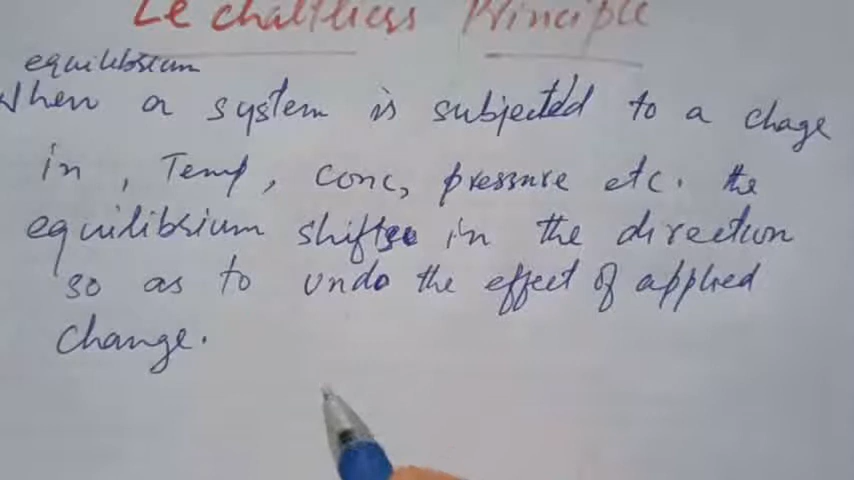 Le chatliers Principle
equilibrium
When a system is subjected to a chage
in , Temp, conc, pressure etc. the
equilibrium shifts in the direction
so as to undo the effect of applied
change.